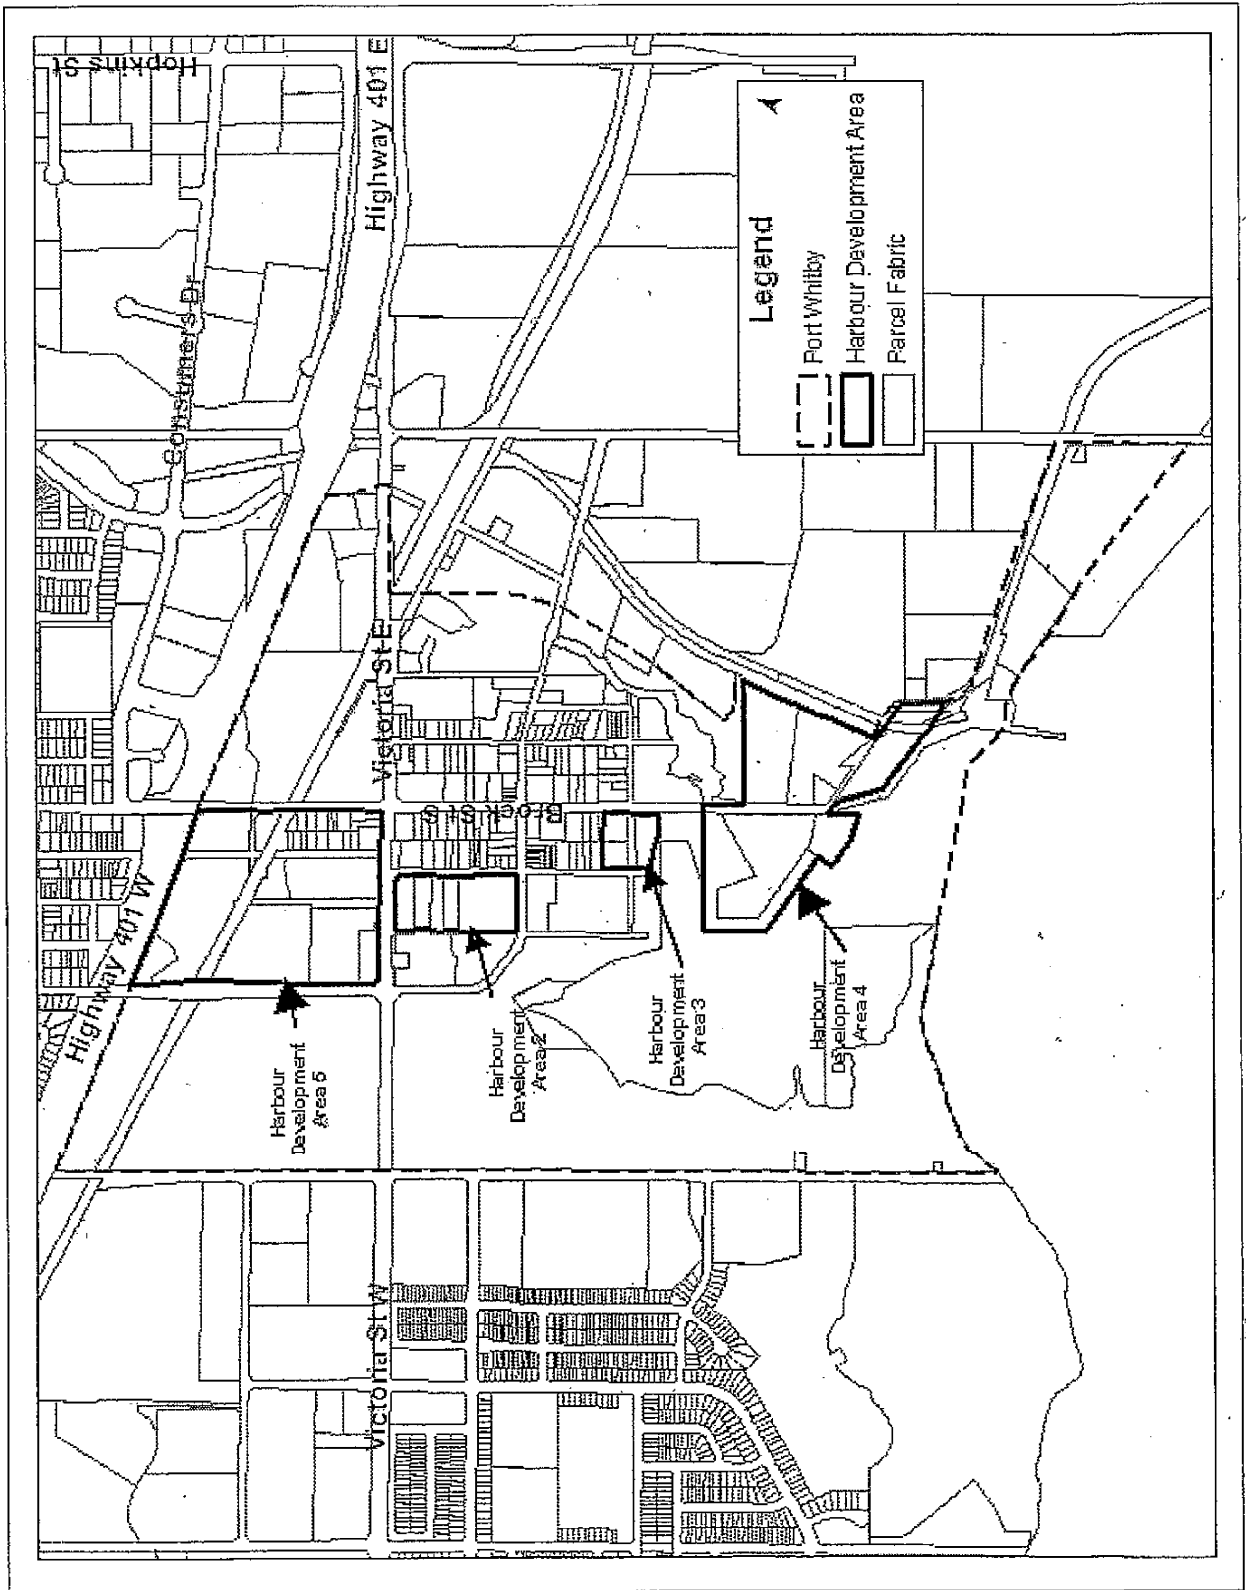 Hopkins St
Highway 401 E
Consumers Dr
Victoria St E
Brock St S
Highway 401 W
Victoria St W
Legend
Port Whitby
Harbour Development Area
Parcel Fabric
Harbour
Development
Area 5
Harbour
Development
Area 2
Harbour
Development
Area 3
Harbour
Development
Area 4